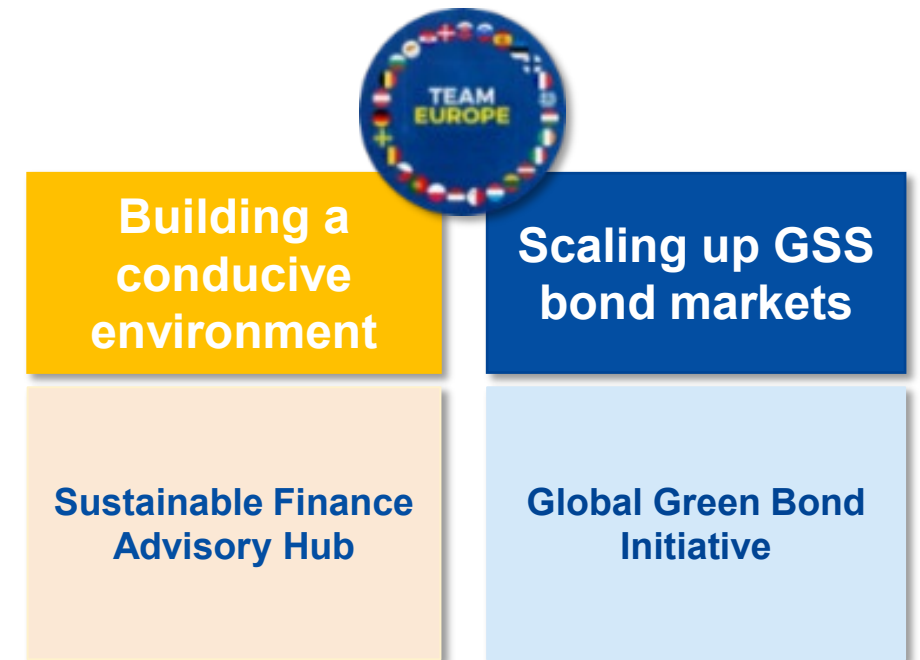 TEAM
EUROPE
Building a
conducive
environment
Scaling up GSS
bond markets
Sustainable Finance
Advisory Hub
Global Green Bond
Initiative